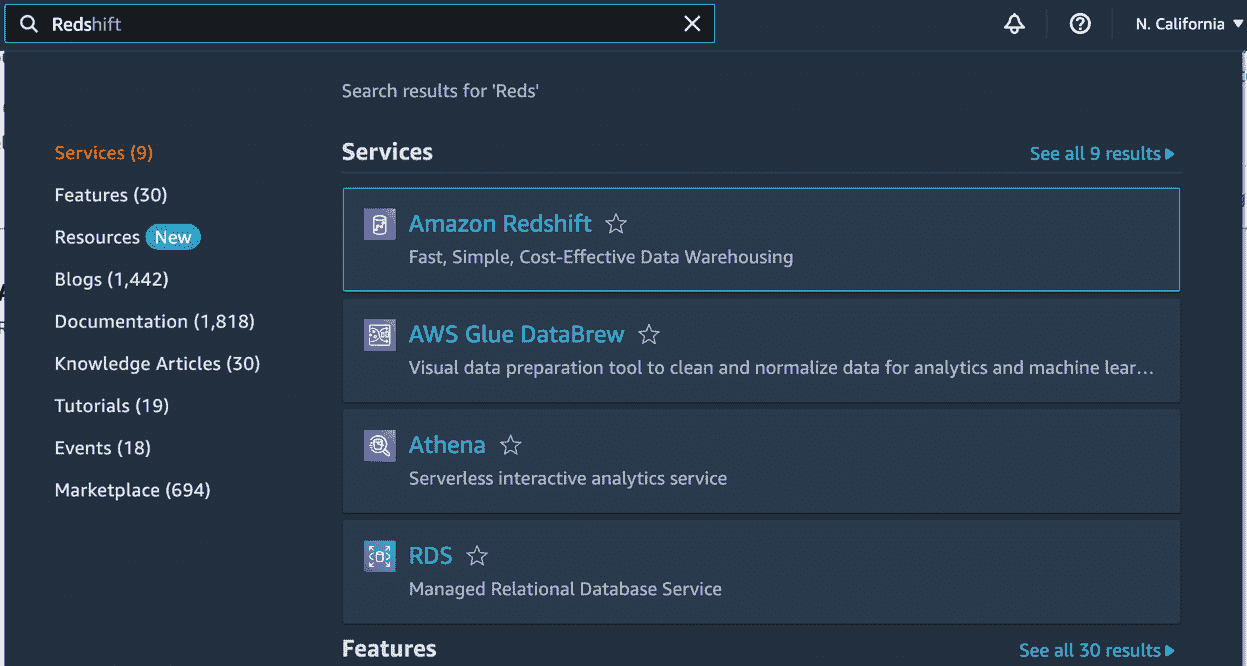 Redshift
N. California
Search results for 'Reds'
Services (9)
Features (30)
Resources New
Blogs (1,442)
Documentation (1,818)
Knowledge Articles (30)
Tutorials (19)
Events (18)
Marketplace (694)
Services
See all 9 results
Amazon Redshift
Fast, Simple, Cost-Effective Data Warehousing
AWS Glue DataBrew
Visual data preparation tool to clean and normalize data for analytics and machine lear...
Athena
Serverless interactive analytics service
RDS
Managed Relational Database Service
Features
See all 30 results